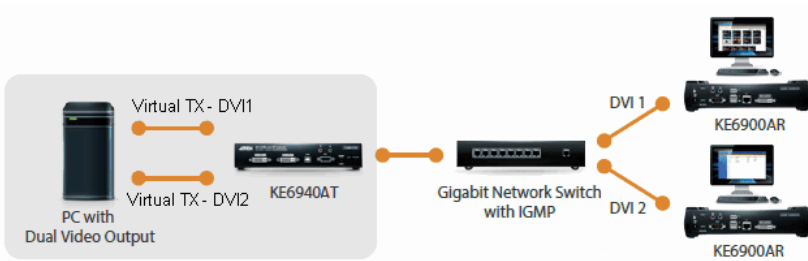 Virtual TX - DVI1
Virtual TX - DVI2
PC with
Dual Video Output
KE6940AT
Gigabit Network Switch
with IGMP
DVI 1
KE6900AR
DVI 2
KE6900AR